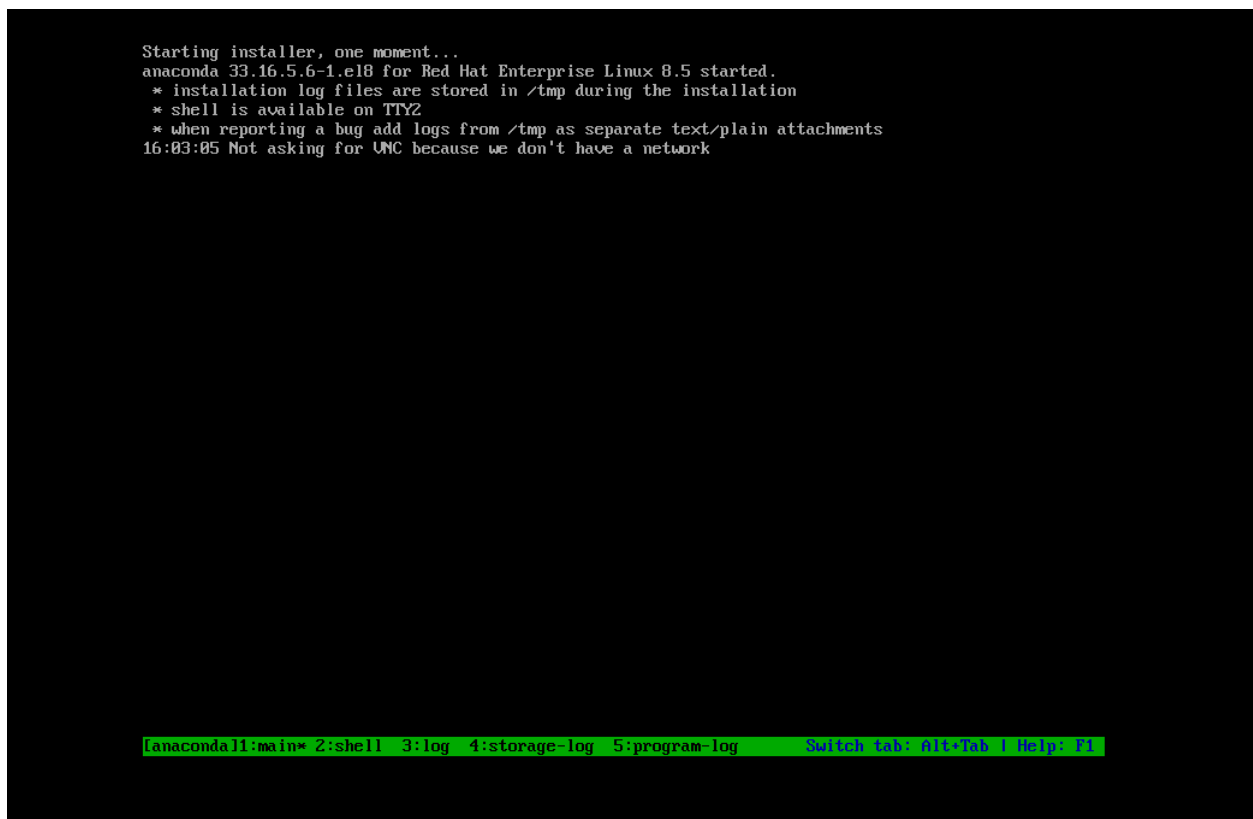 Starting installer, one moment...
anaconda 33.16.5.6-1.el8 for Red Hat Enterprise Linux 8.5 started.
* installation log files are stored in /tmp during the installation
* shell is available on TTY2
* when reporting a bug add logs from /tmp as separate text/plain attachments
16:03:05 Not asking for VNC because we don't have a network
[anaconda]1:main* 2:shell  3:log  4:storage-log  5:program-log       Switch tab: Alt+Tab | Help: F1